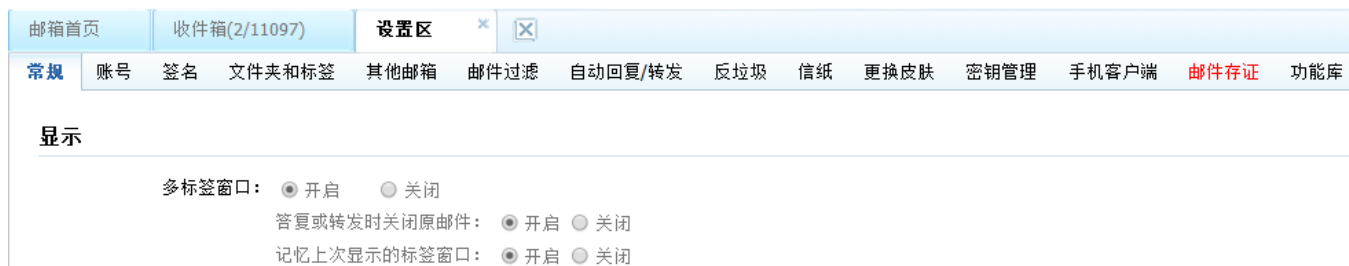 邮箱首页 收件箱(2/11097) 设置区
常规 账号 签名 文件夹和标签 其他邮箱 邮件过滤 自动回复/转发 反垃圾 信纸 更换皮肤 密钥管理 手机客户端 邮件存证 功能库
显示
多标签窗口： 开启 关闭
答复或转发时关闭原邮件： 开启 关闭
记忆上次显示的标签窗口： 开启 关闭